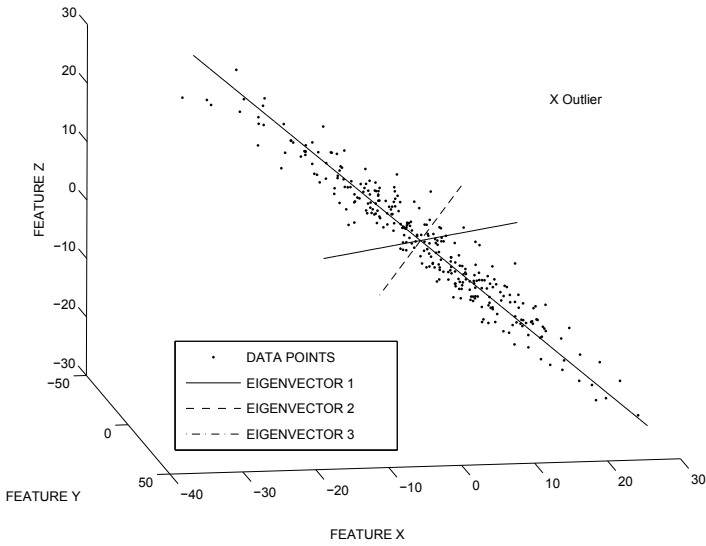 30
20
10
0
−10
−20
−30
FEATURE Z
X Outlier
DATA POINTS
EIGENVECTOR 1
EIGENVECTOR 2
EIGENVECTOR 3
−50
0
50
FEATURE Y
−40
−30
−20
−10
0
10
20
30
FEATURE X